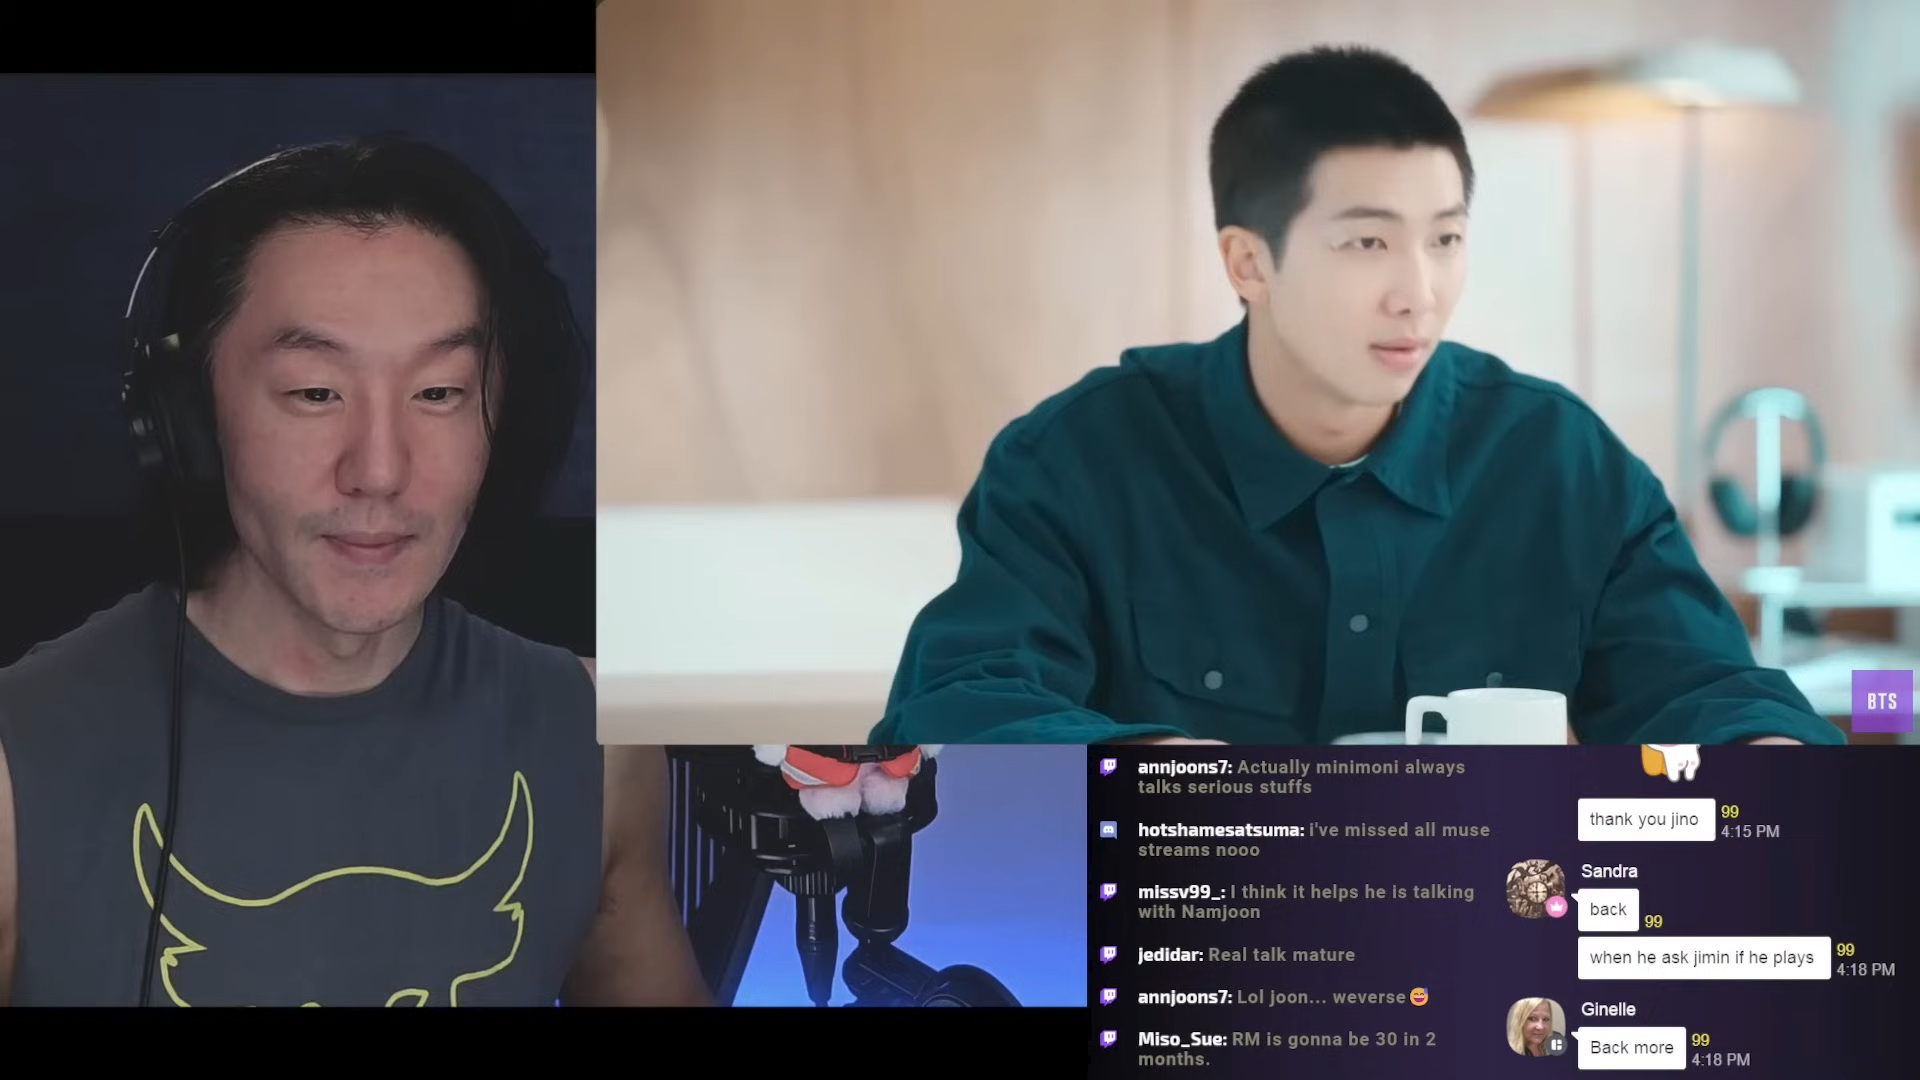 BTS
annjoons7: Actually minimoni always
talks serious stuffs
hotshamesatsuma: i've missed all muse
streams nooo
missv99_: I think it helps he is talking
with Namjoon
jedidar: Real talk mature
annjoons7: Lol joon... weverse😅
Miso_Sue: RM is gonna be 30 in 2
months.
thank you jino
99
4:15 PM
Sandra
back
99
when he ask jimin if he plays
99
4:18 PM
Ginelle
Back more
99
4:18 PM